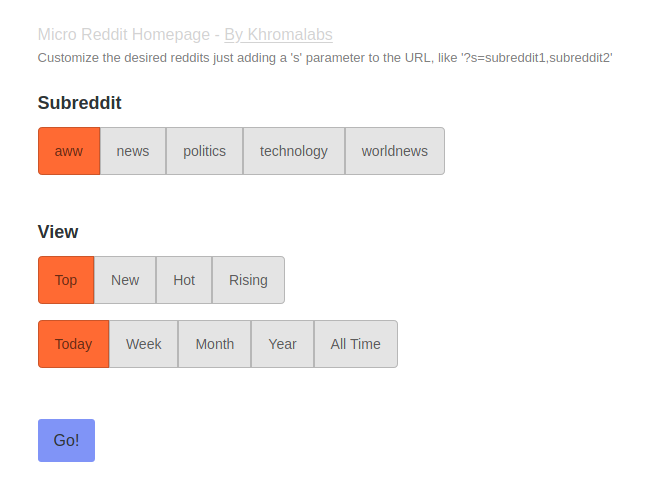 Micro Reddit Homepage - By Khromalabs
Customize the desired reddits just adding a 's' parameter to the URL, like '?s=subreddit1,subreddit2'
Subreddit
aww news politics technology worldnews
View
Top New Hot Rising
Today Week Month Year All Time
Go!